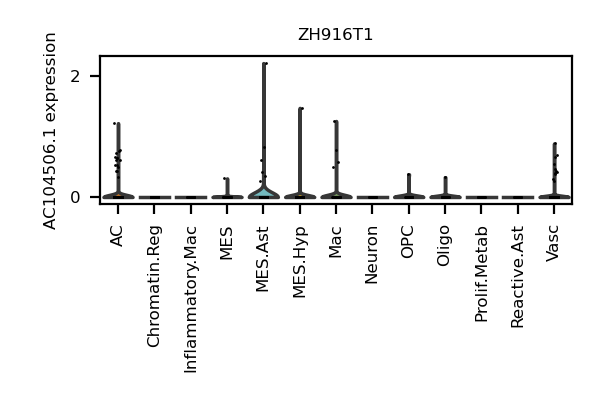 ZH916T1
AC104506.1 expression
2
0
AC
Chromatin.Reg
Inflammatory.Mac
MES
MES.Ast
MES.Hyp
Mac
Neuron
OPC
Oligo
Prolif.Metab
Reactive.Ast
Vasc